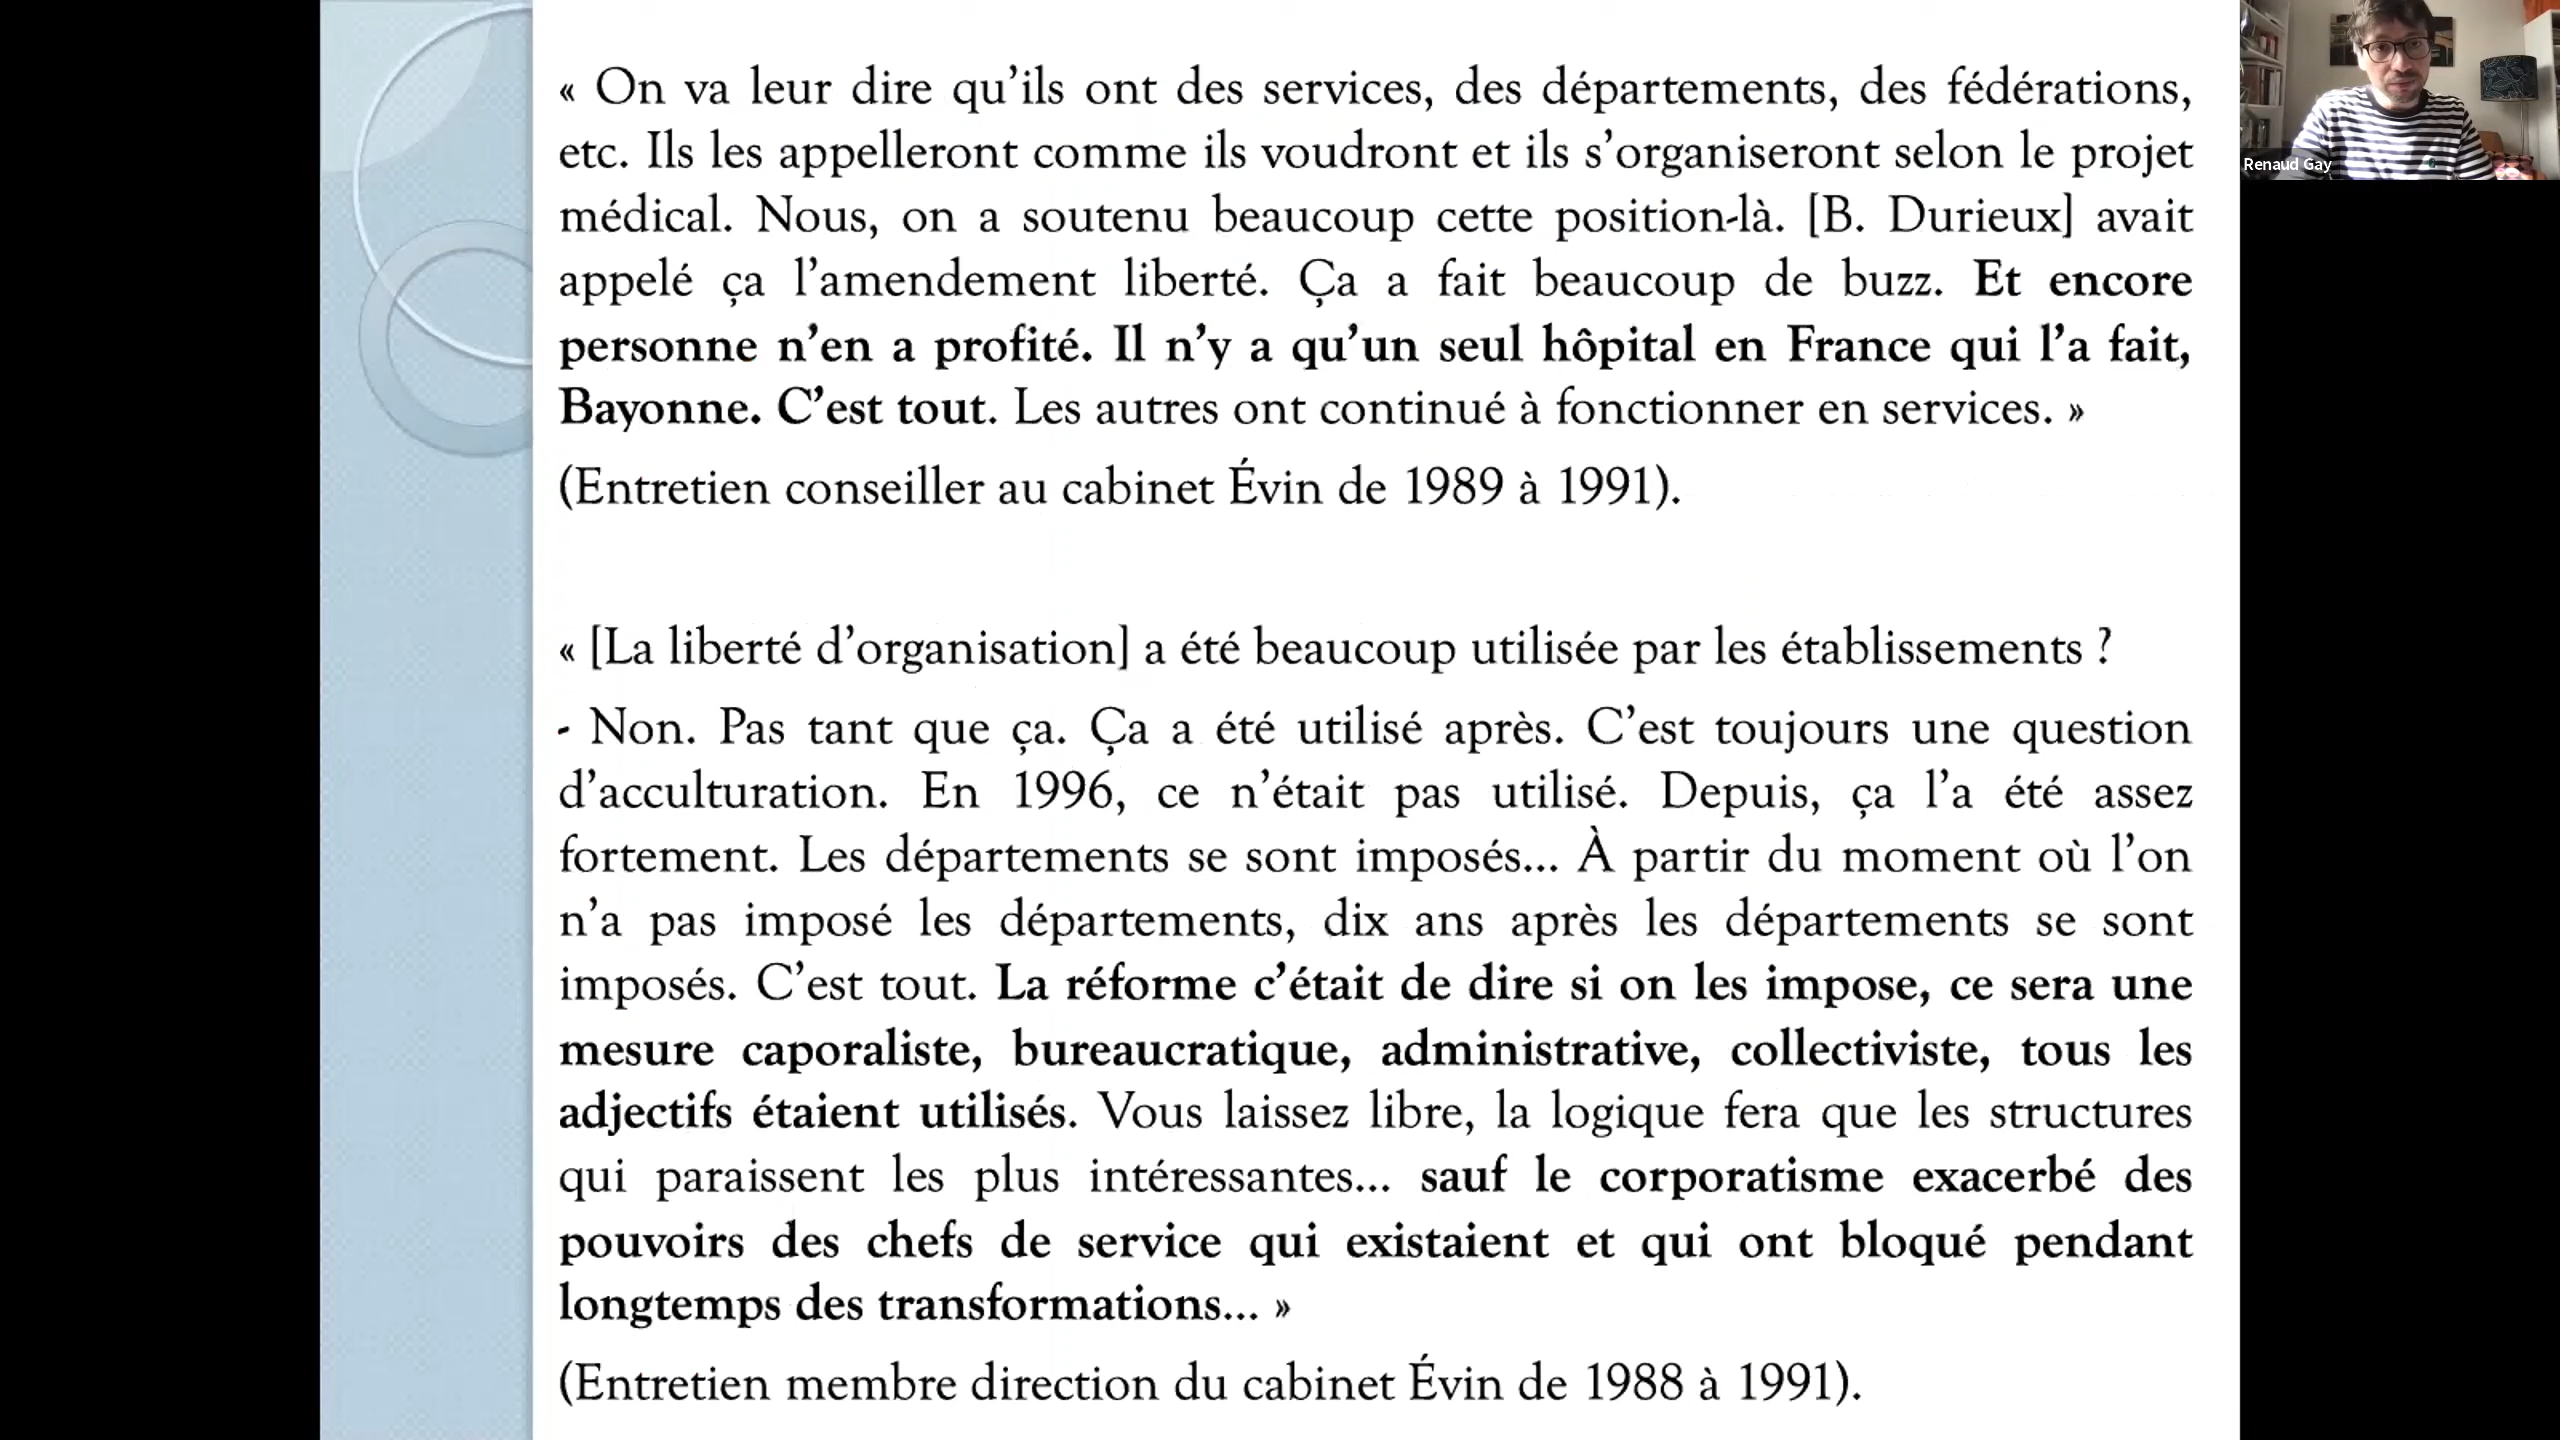 « On va leur dire qu’ils ont des services, des départements, des fédérations,
etc. Ils les appelleront comme ils voudront et ils s’organiseront selon le projet
médical. Nous, on a soutenu beaucoup cette position-là. [B. Durieux] avait
appelé ça l’amendement liberté. Ça a fait beaucoup de buzz. Et encore
personne n’en a profité. Il n’y a qu’un seul hôpital en France qui l’a fait,
Bayonne. C’est tout. Les autres ont continué à fonctionner en services. »
(Entretien conseiller au cabinet Évin de 1989 à 1991).
« [La liberté d’organisation] a été beaucoup utilisée par les établissements ?
- Non. Pas tant que ça. Ça a été utilisé après. C’est toujours une question
d’acculturation. En 1996, ce n’était pas utilisé. Depuis, ça l’a été assez
fortement. Les départements se sont imposés... À partir du moment où l’on
n’a pas imposé les départements, dix ans après les départements se sont
imposés. C’est tout. La réforme c’était de dire si on les impose, ce sera une
mesure caporaliste, bureaucratique, administrative, collectiviste, tous les
adjectifs étaient utilisés. Vous laissez libre, la logique fera que les structures
qui paraissent les plus intéressantes... sauf le corporatisme exacerbé des
pouvoirs des chefs de service qui existaient et qui ont bloqué pendant
longtemps des transformations... »
(Entretien membre direction du cabinet Évin de 1988 à 1991).
Renaud Gay